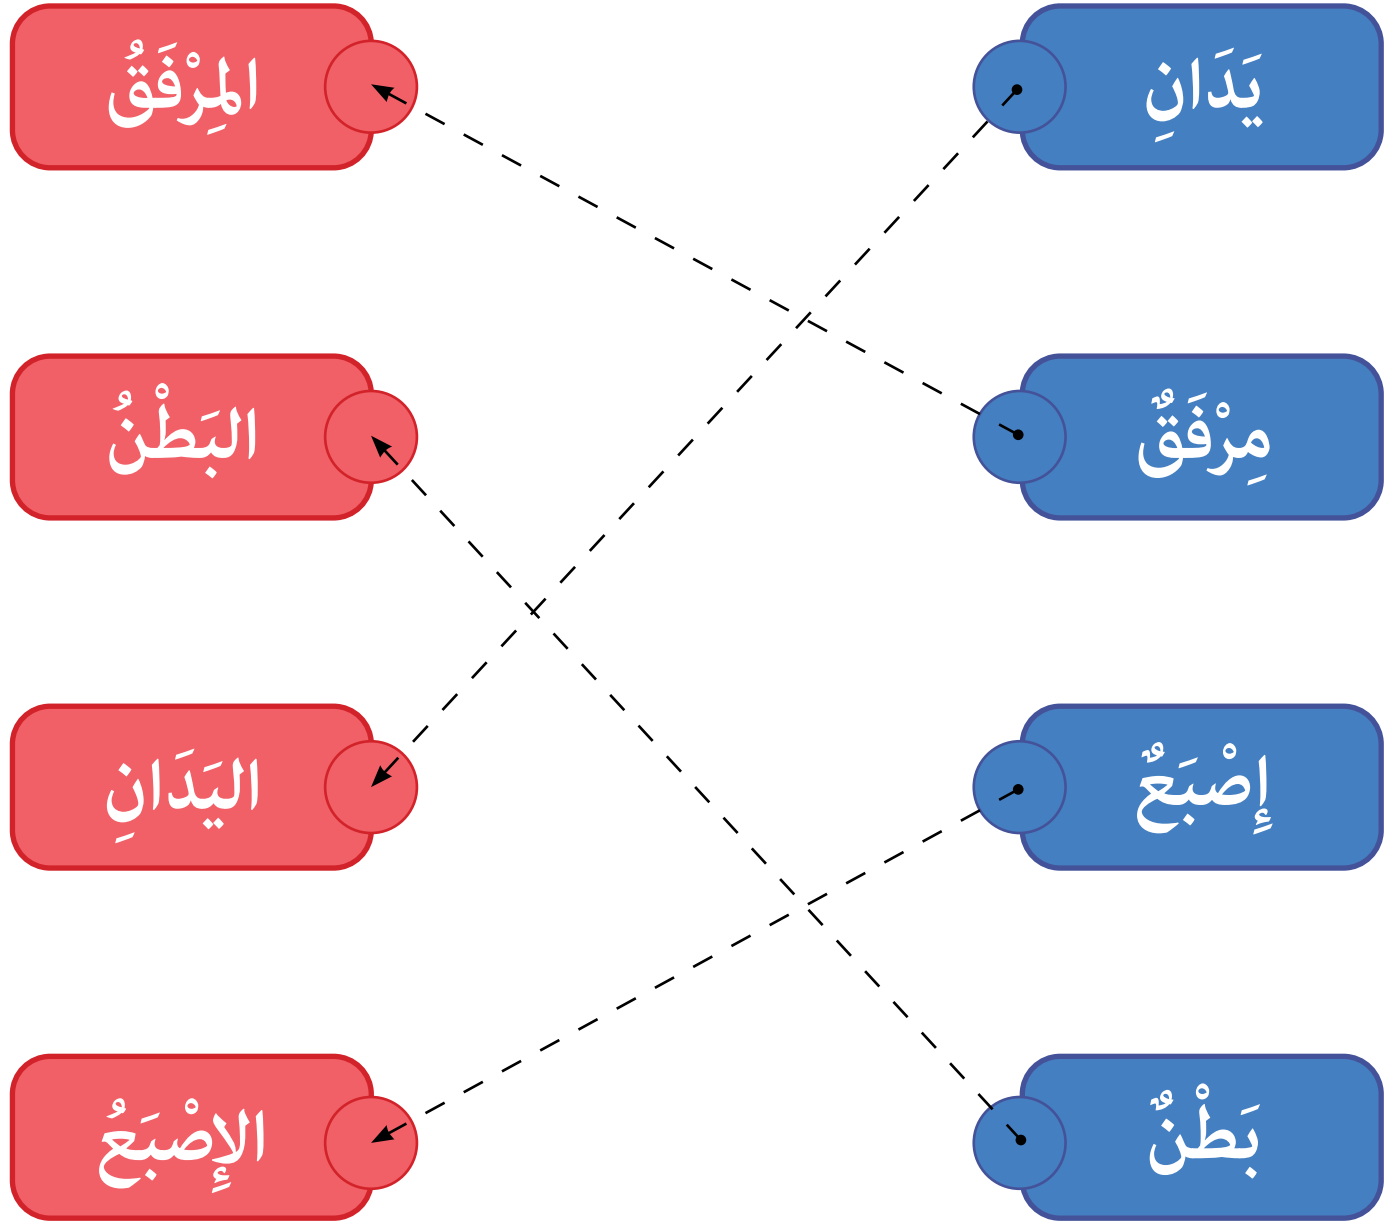 يَدَانِ
المِرْفَقُ
مِرْفَقٌ
البَطْنُ
إِصْبَعٌ
اليَدَانِ
بَطْنٌ
الإِصْبَعُ